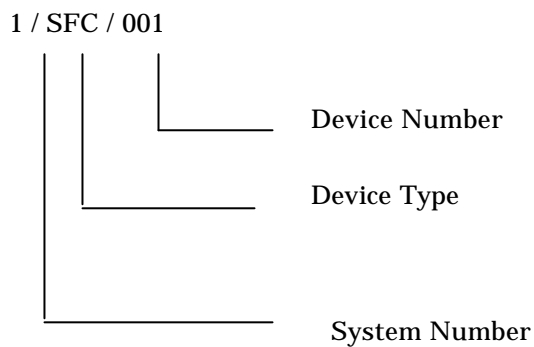 1 / SFC / 001
Device Number
Device Type
System Number